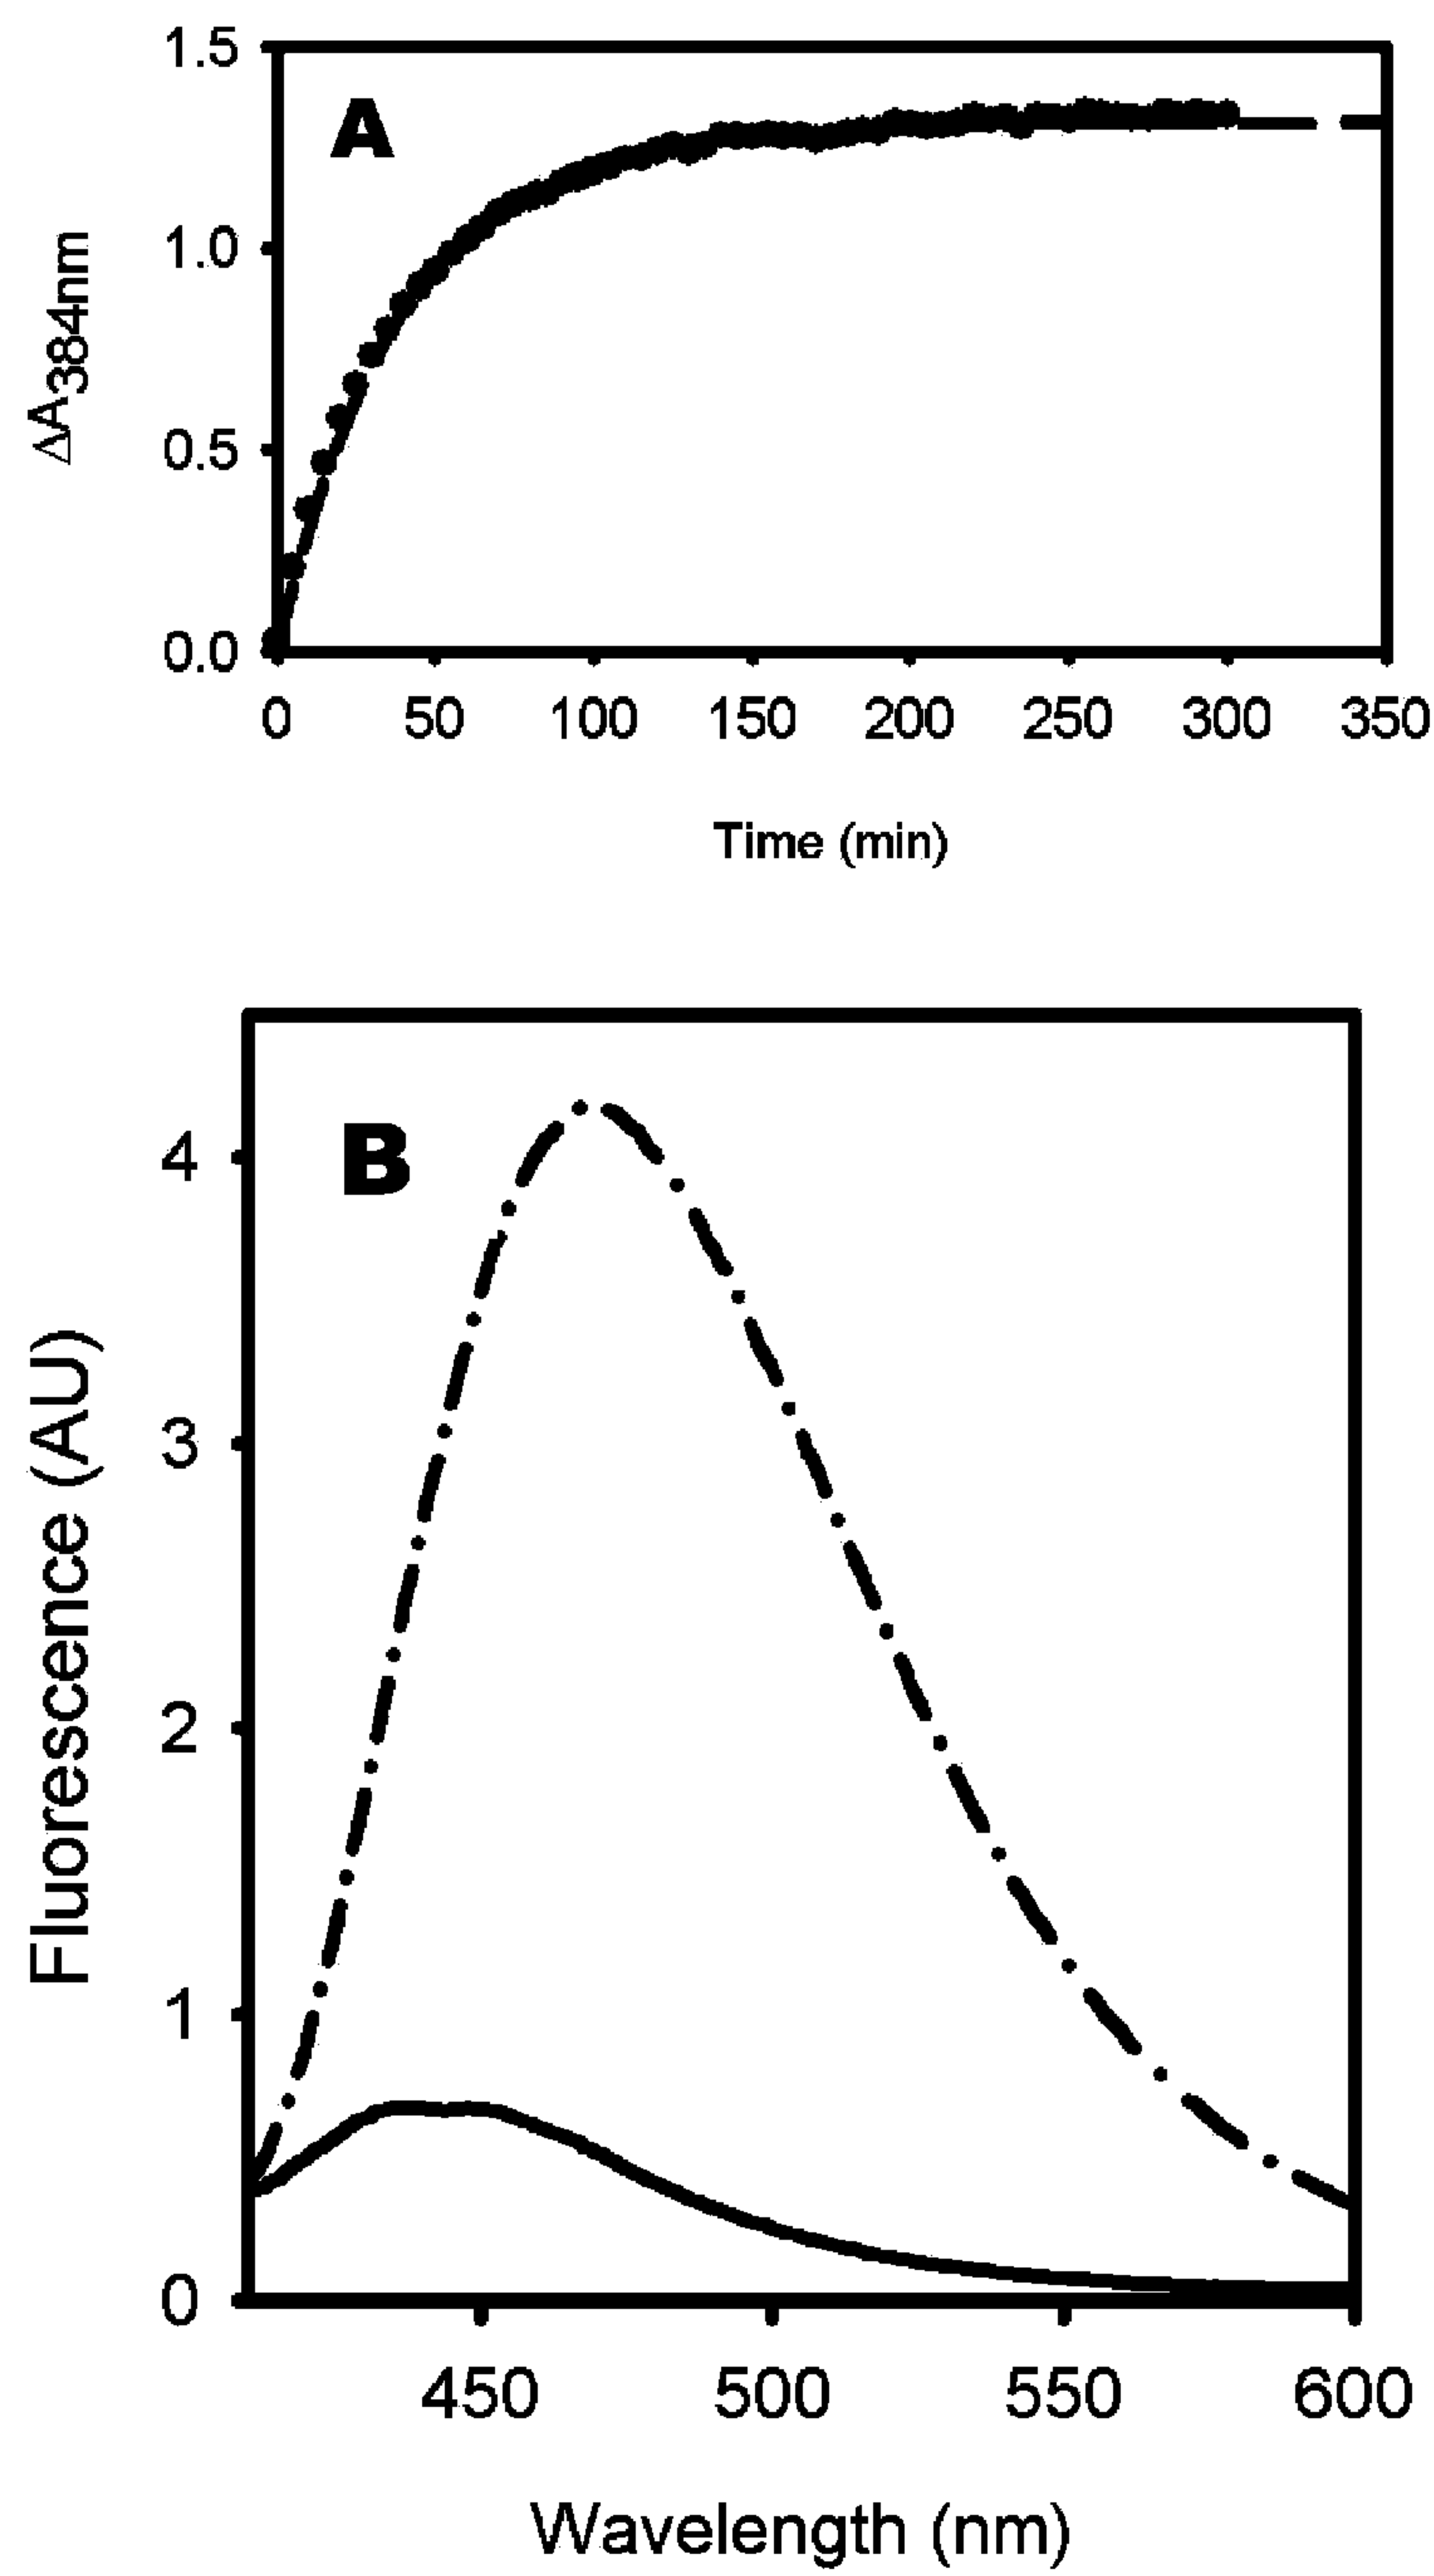 1.5
A
1.0
ΔA384nm
0.5
0.0
0 50 100 150 200 250 300 350
Time (min)
B
4
3
Fluorescence (AU)
2
1
0
450 500 550 600
Wavelength (nm)